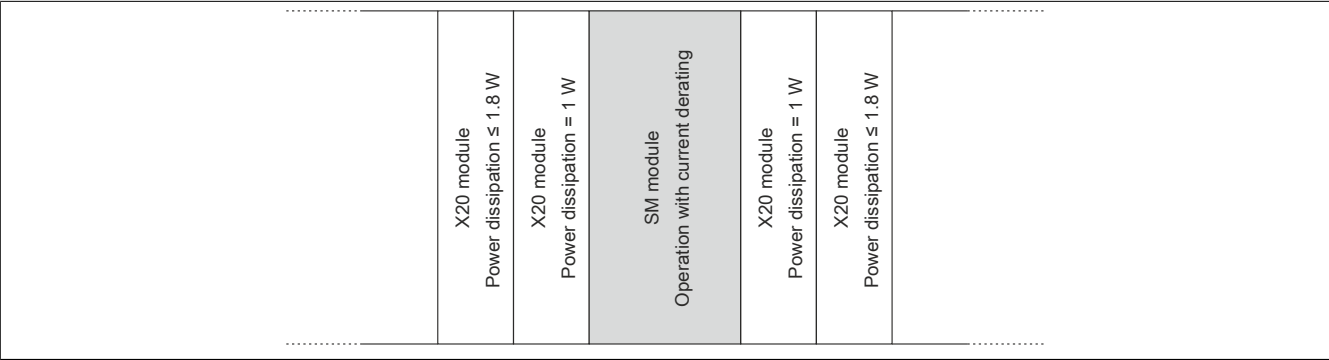 X20 module
Power dissipation ≤ 1.8 W
X20 module
Power dissipation = 1 W
SM module
Operation with current derating
X20 module
Power dissipation = 1 W
X20 module
Power dissipation ≤ 1.8 W